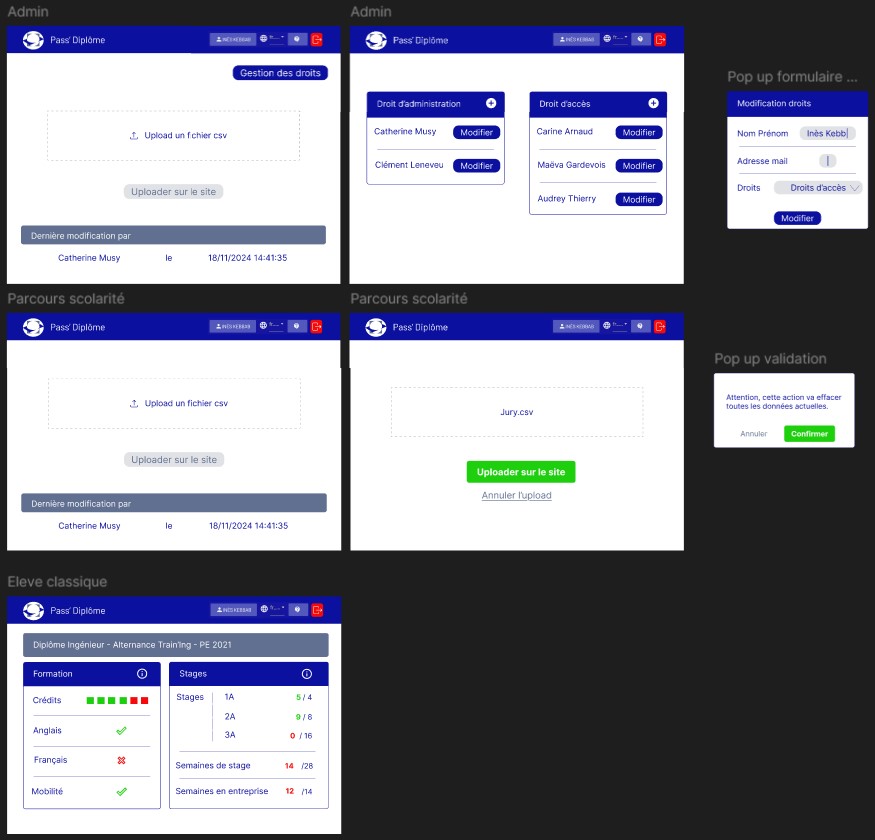 Admin
Pass' Diplôme
INÈS KEBBAB
fr
Gestion des droits
Upload un fichier csv
Uploader sur le site
Dernière modification par
Catherine Musy le 18/11/2024 14:41:35
Admin
Pass' Diplôme
INÈS KEBBAB
fr
Droit d'administration
Catherine Musy Modifier
Clément Leneveu Modifier
Droit d'accès
Carine Arnaud Modifier
Maëva Gardevois Modifier
Audrey Thierry Modifier
Pop up formulaire ...
Modification droits
Nom Prénom Inès Kebb
Adresse mail
Droits Droits d'accès
Modifier
Parcours scolarité
Pass' Diplôme
INÈS KEBBAB
fr
Upload un fichier csv
Uploader sur le site
Dernière modification par
Catherine Musy le 18/11/2024 14:41:35
Parcours scolarité
Pass' Diplôme
INÈS KEBBAB
fr
Jury.csv
Uploader sur le site
Annuler l'upload
Pop up validation
Attention, cette action va effacer
toutes les données actuelles.
Annuler Confirmer
Eleve classique
Pass' Diplôme
INÈS KEBBAB
fr
Diplôme Ingénieur - Alternance Train'Ing - PE 2021
Formation
Crédits
Anglais
Français
Mobilité
Stages
Stages 1A 5 / 4
2A 9 / 8
3A 0 / 16
Semaines de stage 14 /28
Semaines en entreprise 12 /14